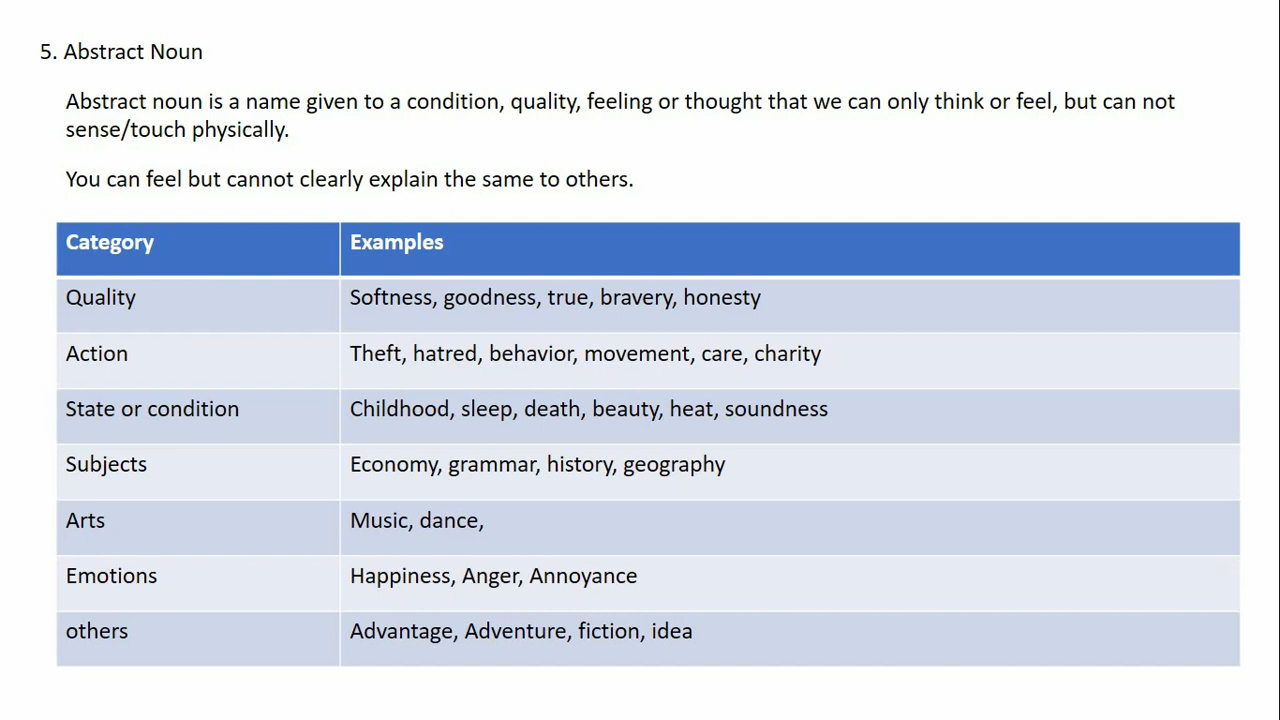 5. Abstract Noun
Abstract noun is a name given to a condition, quality, feeling or thought that we can only think or feel, but can not
sense/touch physically.
You can feel but cannot clearly explain the same to others.
Category Examples
Quality Softness, goodness, true, bravery, honesty
Action Theft, hatred, behavior, movement, care, charity
State or condition Childhood, sleep, death, beauty, heat, soundness
Subjects Economy, grammar, history, geography
Arts Music, dance,
Emotions Happiness, Anger, Annoyance
others Advantage, Adventure, fiction, idea